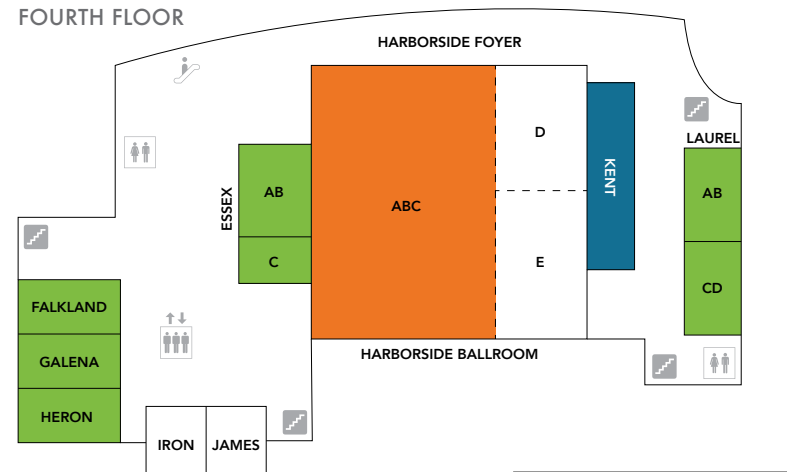 FOURTH FLOOR
HARBORSIDE FOYER
D
LAUREL
KENT
ESSEX
AB
ABC
AB
C
E
CD
FALKLAND
GALENA
HARBORSIDE BALLROOM
HERON
IRON
JAMES